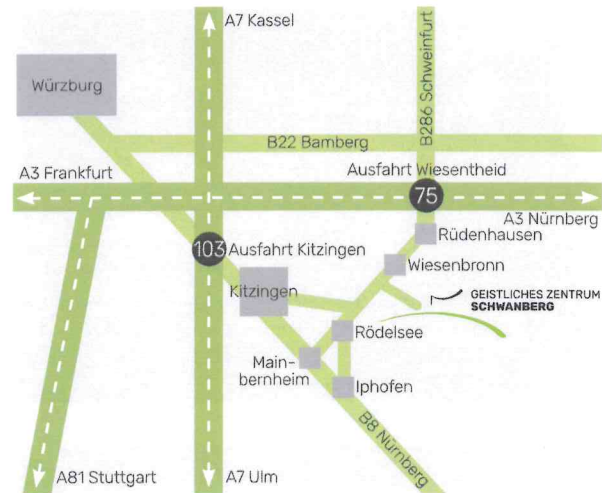 A7 Kassel
Würzburg
B286 Schweinfurt
B22 Bamberg
A3 Frankfurt
Ausfahrt Wiesentheid
75
A3 Nürnberg
Rüdenhausen
103 Ausfahrt Kitzingen
Wiesenbronn
Kitzingen
GEISTLICHES ZENTRUM
SCHWANBERG
Rödelsee
Main-
bernheim
Iphofen
B8 Nürnberg
A81 Stuttgart
A7 Ulm